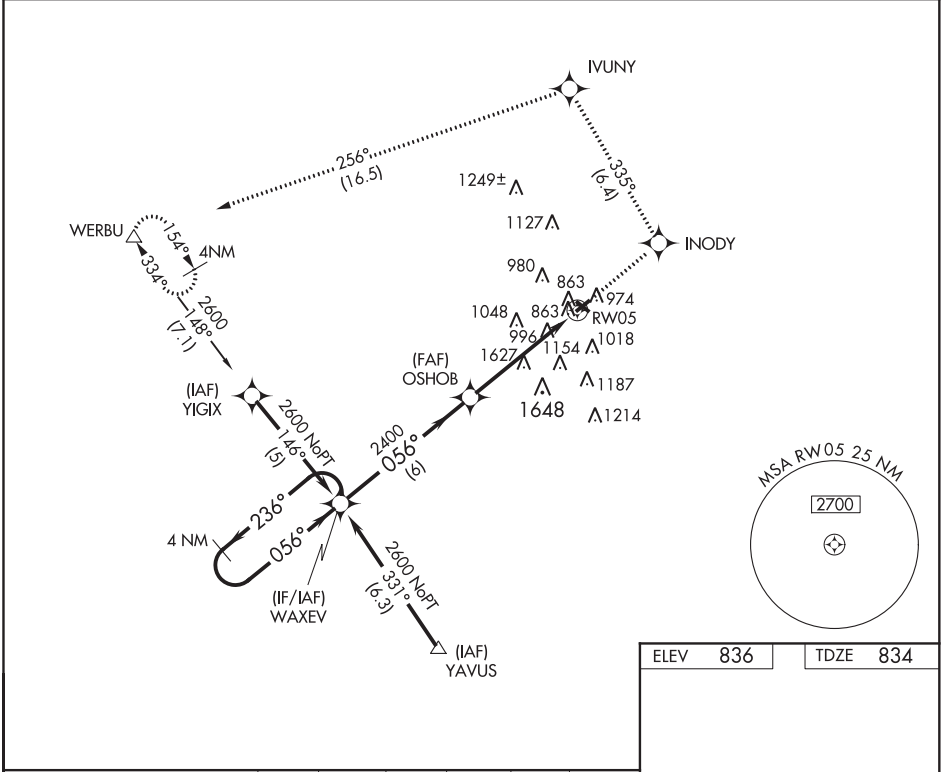 IVUNY
256°
(16.5)
335°
(6.4)
1249±
1127
WERBU
154°
4NM
334°
INODY
980
863
974
2600
148°
(7.1)
1048
863
RW05
996
1154
1018
(FAF)
OSHOB
1627
1187
(IAF)
YIGIX
1648
1214
2600 NoPT
146°
(5)
2400
056°
(6)
MSA RW05 25 NM
2700
236°
4 NM
056°
2600 NoPT
331°
(6.3)
(IF/IAF)
WAXEV
(IAF)
YAVUS
ELEV 836
TDZE 834